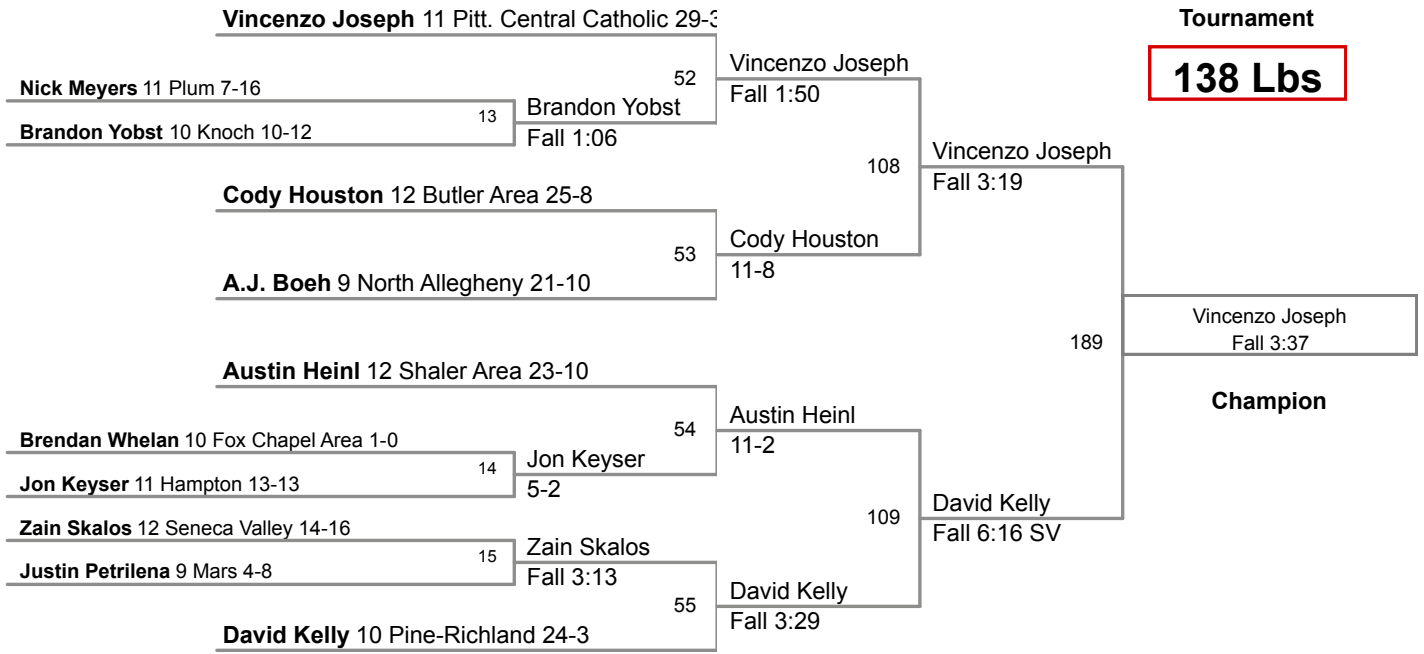 Vincenzo Joseph 11 Pitt. Central Catholic 29-3
Tournament
138 Lbs
Nick Meyers 11 Plum 7-16
Brandon Yobst 10 Knoch 10-12
13
Brandon Yobst
Fall 1:06
52
Vincenzo Joseph
Fall 1:50
Cody Houston 12 Butler Area 25-8
A.J. Boeh 9 North Allegheny 21-10
53
Cody Houston
11-8
108
Vincenzo Joseph
Fall 3:19
Austin Heinl 12 Shaler Area 23-10
Brendan Whelan 10 Fox Chapel Area 1-0
Jon Keyser 11 Hampton 13-13
14
Jon Keyser
5-2
54
Austin Heinl
11-2
Zain Skalos 12 Seneca Valley 14-16
Justin Petrilena 9 Mars 4-8
15
Zain Skalos
Fall 3:13
David Kelly 10 Pine-Richland 24-3
55
David Kelly
Fall 3:29
109
David Kelly
Fall 6:16 SV
189
Vincenzo Joseph
Fall 3:37
Champion